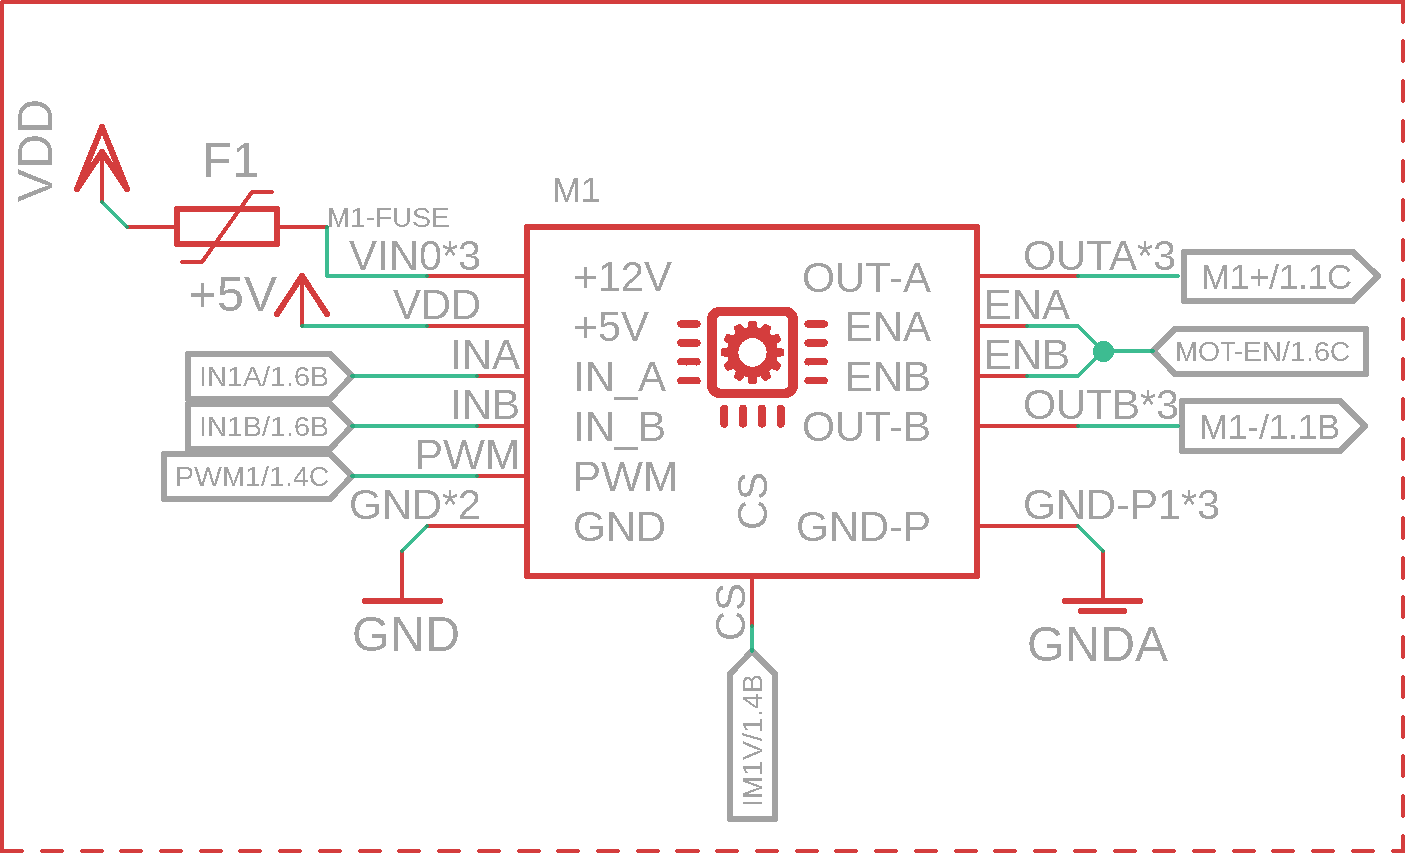 VDD
F1
M1-FUSE
M1
VIN0*3
+12V
OUT-A
OUTA*3
M1+/1.1C
+5V
VDD
+5V
ENA
ENA
INA
IN_A
ENB
ENB
MOT-EN/1.6C
IN1A/1.6B
INB
IN_B
OUT-B
OUTB*3
M1-/1.1B
IN1B/1.6B
PWM
PWM
PWM1/1.4C
GND*2
GND
CS
GND-P
GND-P1*3
GND
CS
GNDA
IM1V/1.4B